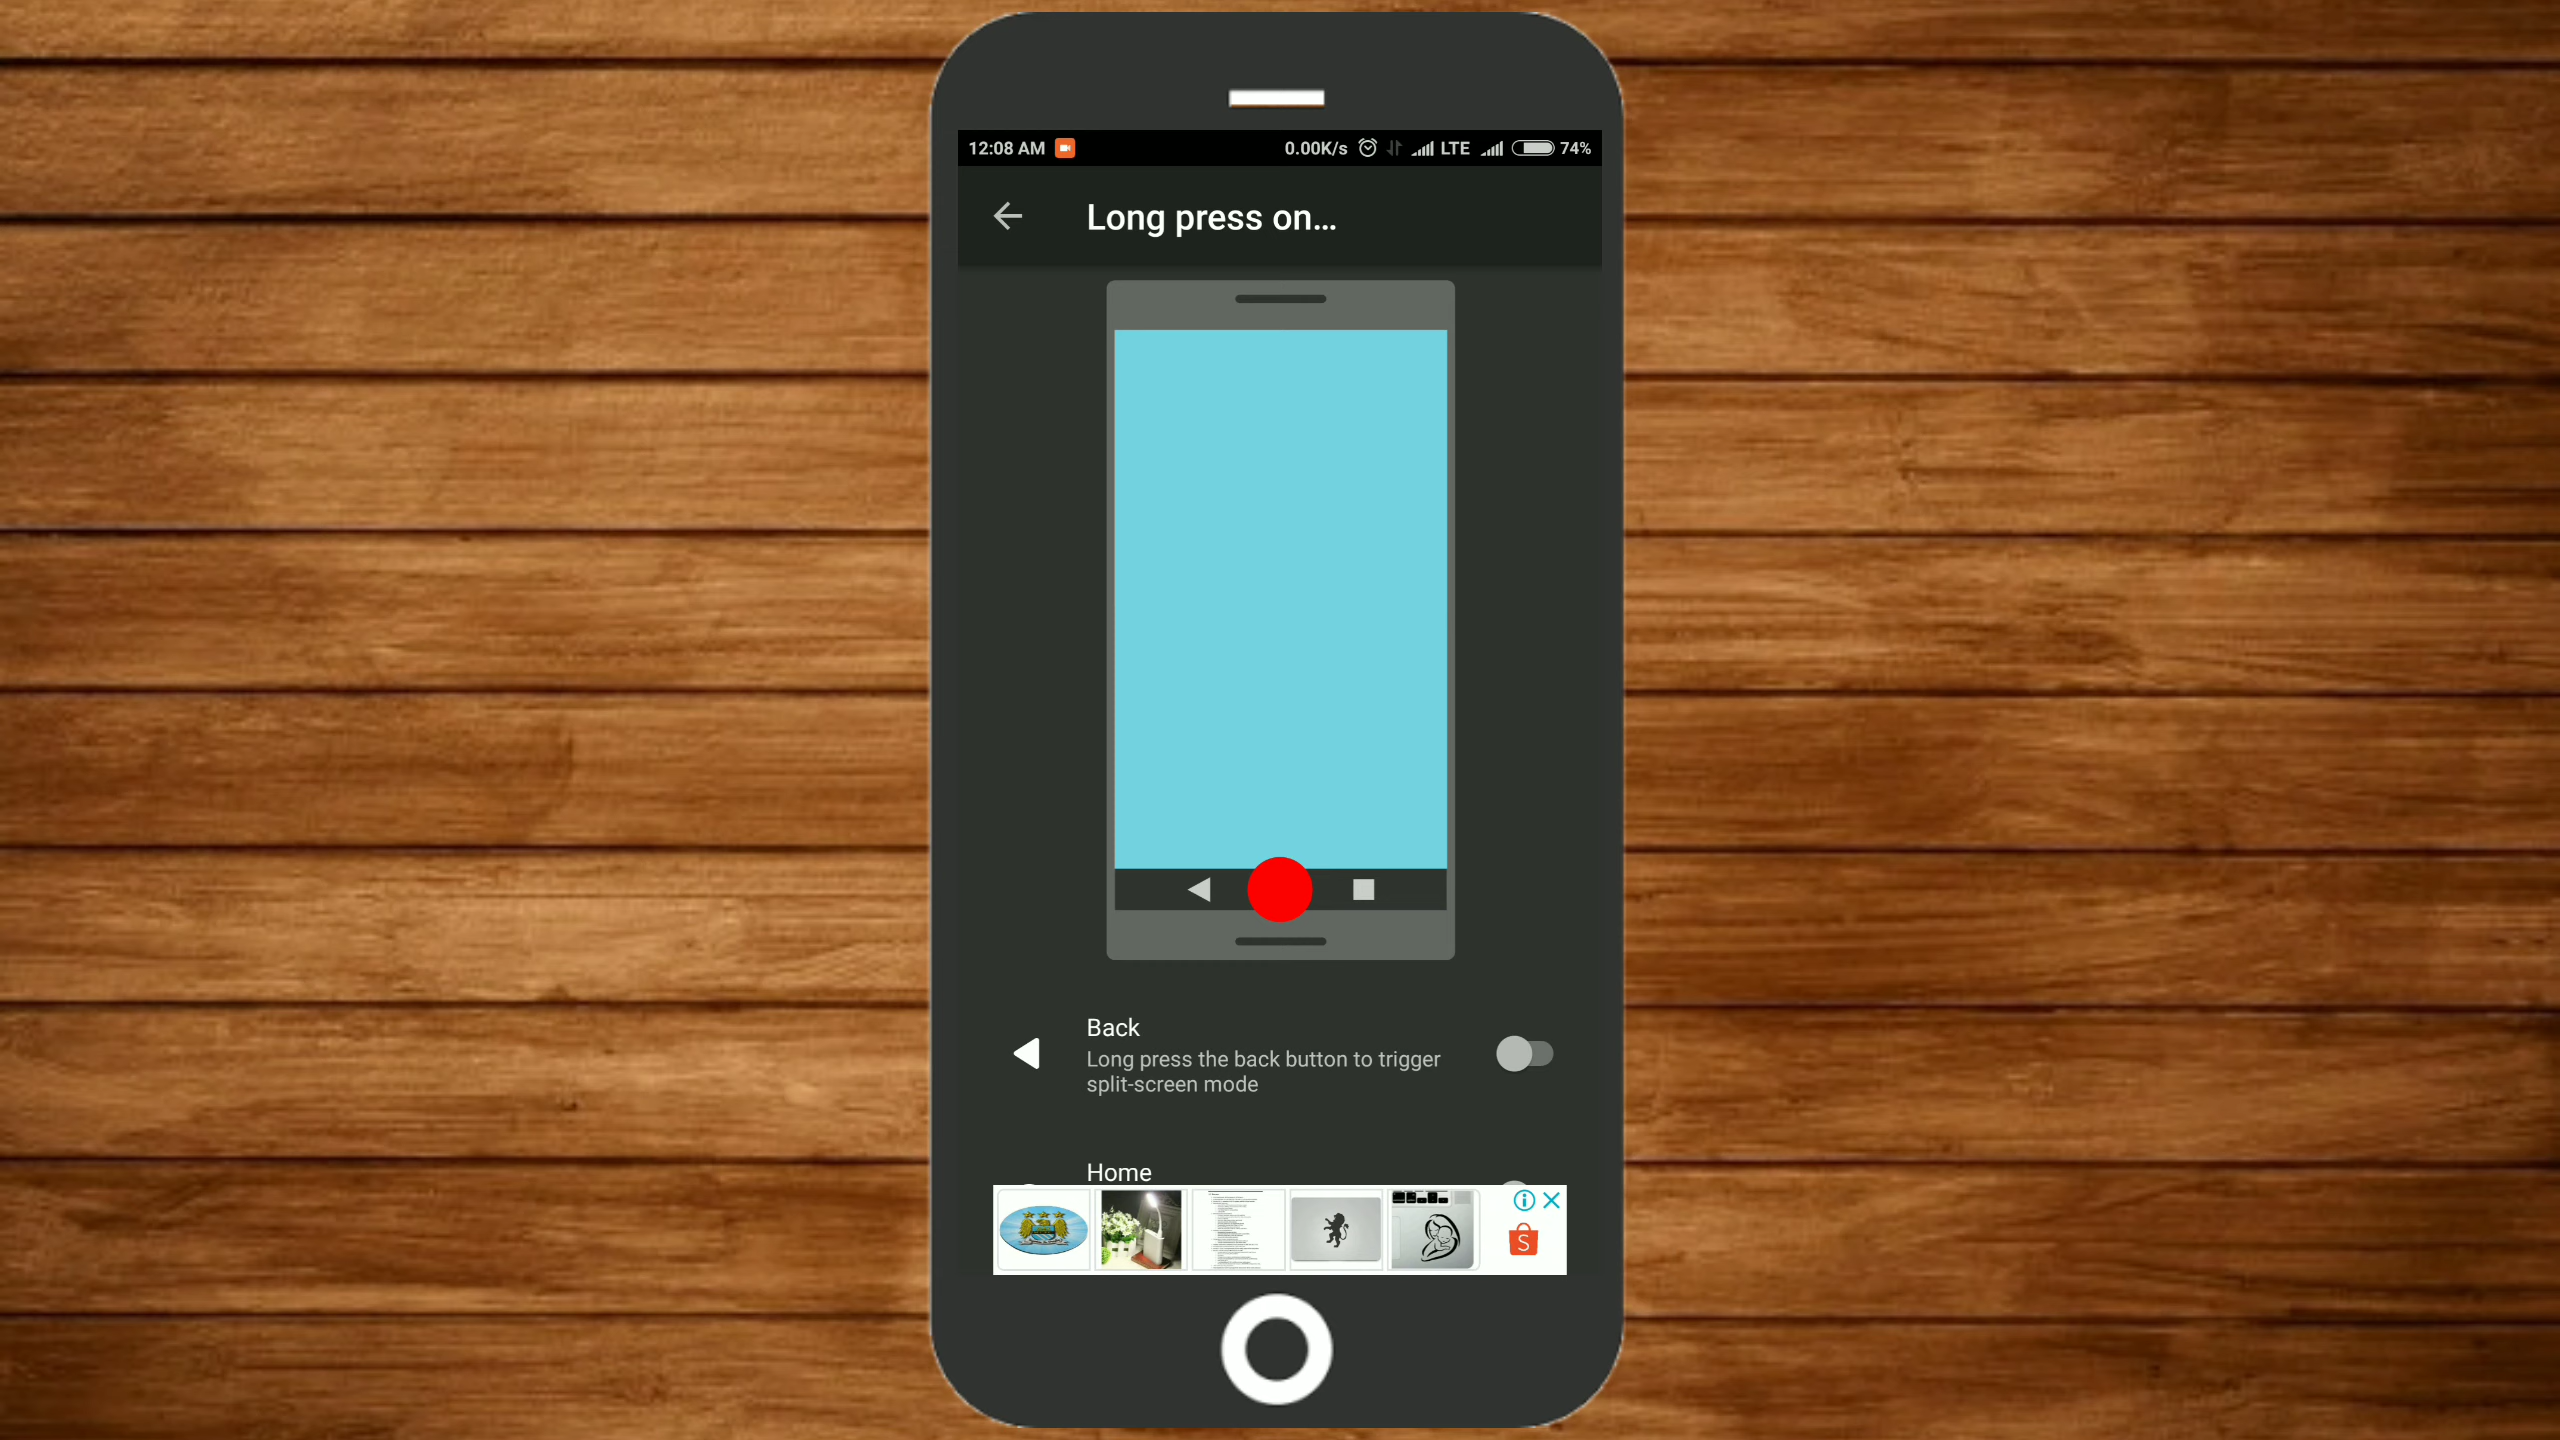 12:08 AM 0.00K/s LTE 74%
Long press on...
Back
Long press the back button to trigger
split-screen mode
Home
S